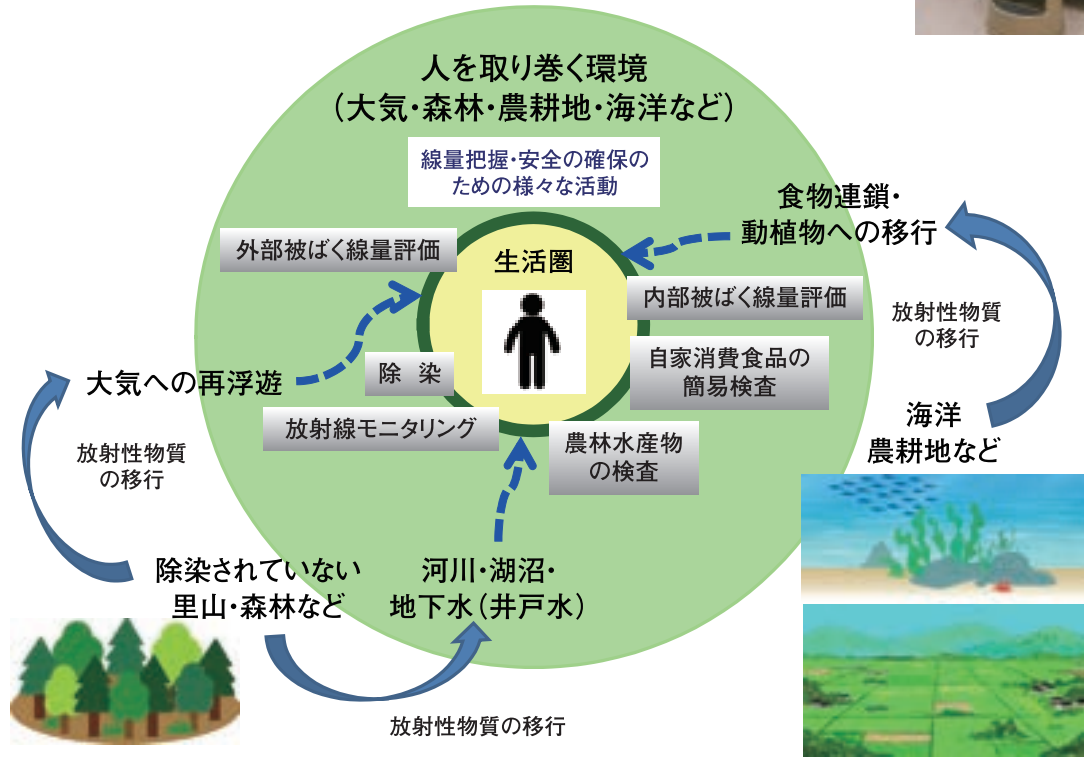 人を取り巻く環境
（大気・森林・農耕地・海洋など）
線量把握・安全の確保の
ための様々な活動
食物連鎖・
動植物への移行
外部被ばく線量評価
生活圏
内部被ばく線量評価
放射性物質
の移行
自家消費食品の
簡易検査
除 染
大気への再浮遊
放射線モニタリング
海洋
農耕地など
農林水産物
の検査
放射性物質
の移行
除染されていない
里山・森林など
河川・湖沼・
地下水（井戸水）
放射性物質の移行